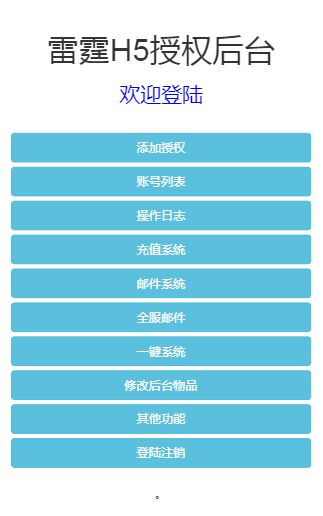 雷霆H5授权后台
欢迎登陆
添加授权
账号列表
操作日志
充值系统
邮件系统
全服邮件
一键系统
修改后台物品
其他功能
登陆注销
。